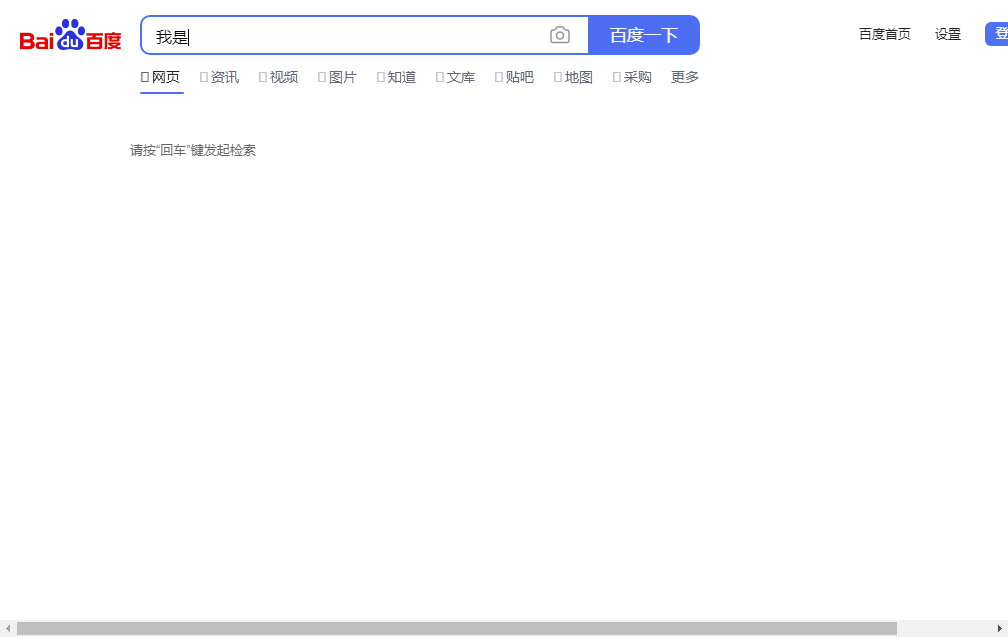 Bai du 百度 我是 百度一下 百度首页 设置 登
网页 资讯 视频 图片 知道 文库 贴吧 地图 采购 更多
请按“回车”键发起检索